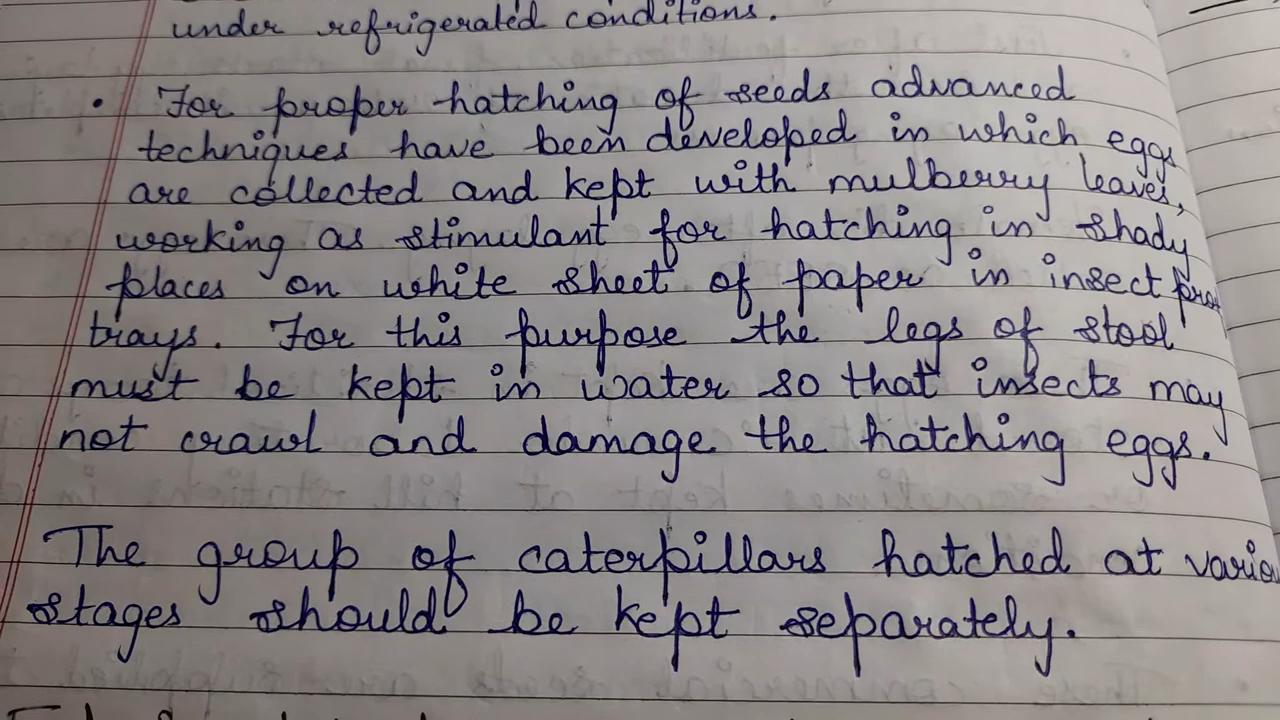 under refrigerated conditions.
• For proper hatching of seeds advanced
techniques have been developed in which eggs
are collected and kept with mulberry leaves,
working as stimulant for hatching in shady
places on white sheet of paper in insect
trays. For this purpose the legs of stool
must be kept in water so that insects may
not crawl and damage the hatching eggs.
The group of caterpillars hatched at
stages should be kept separately.